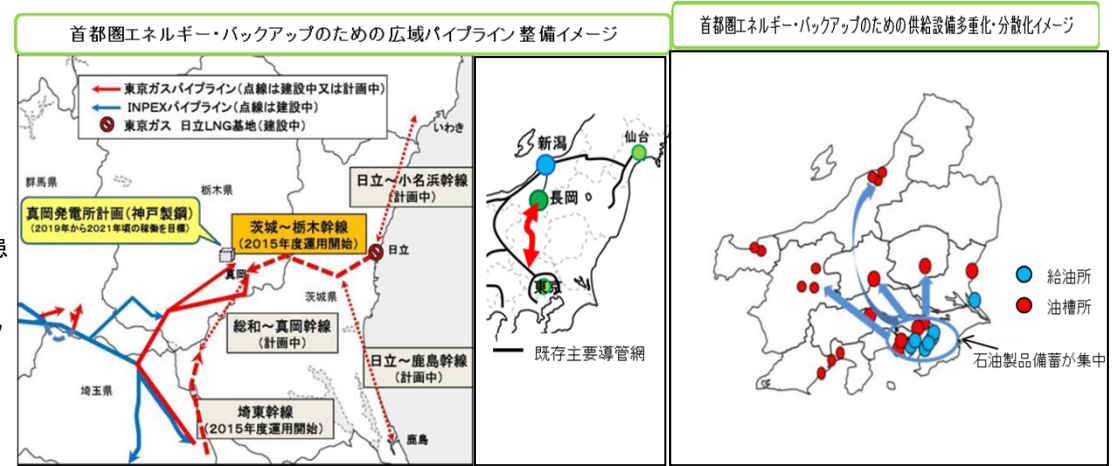 首都圏エネルギー・バックアップのための広域パイプライン整備イメージ
東京ガスパイプライン(点線は建設中又は計画中)
INPEXパイプライン(点線は建設中)
東京ガス 日立LNG基地(建設中)
いわき
群馬県
栃木県
日立～小名浜幹線
(計画中)
真岡発電所計画(神戸製鋼)
(2019年から2021年頃の稼働を目標)
茨城～栃木幹線
(2015年度運用開始)
日立
真岡
茨城県
総和～真岡幹線
(計画中)
日立～鹿島幹線
(計画中)
埼玉県
埼東幹線
(2015年度運用開始)
鹿島
新潟
仙台
長岡
東京
既存主要導管網
首都圏エネルギー・バックアップのための供給設備多重化・分散化イメージ
給油所
油槽所
石油製品備蓄が集中